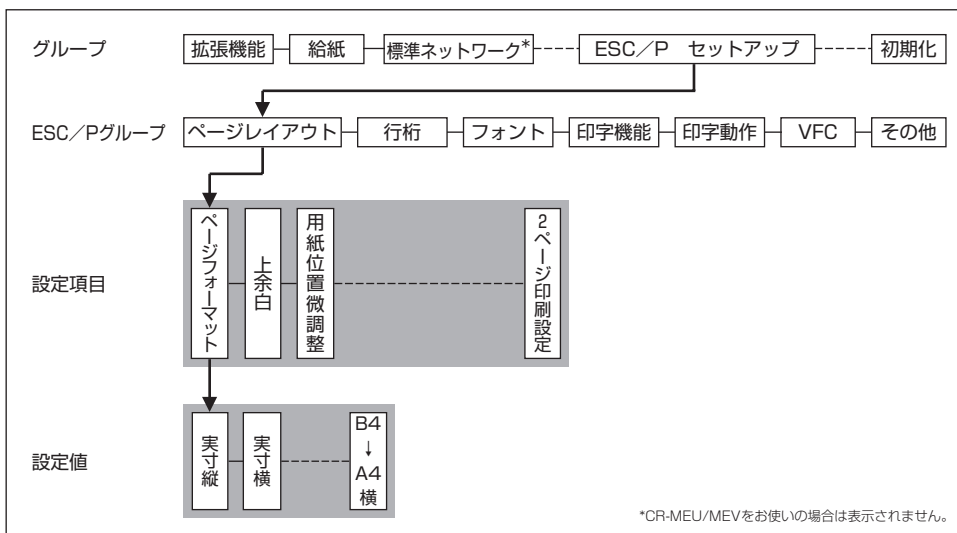 グループ
拡張機能
給紙
標準ネットワーク*
ESC/P セットアップ
初期化
ESC/Pグループ
ページレイアウト
行桁
フォント
印字機能
印字動作
VFC
その他
設定項目
ページフォーマット
上余白
用紙位置微調整
2ページ印刷設定
設定値
実寸縦
実寸横
B4
↓
A4
横
*CR-MEU/MEVをお使いの場合は表示されません。